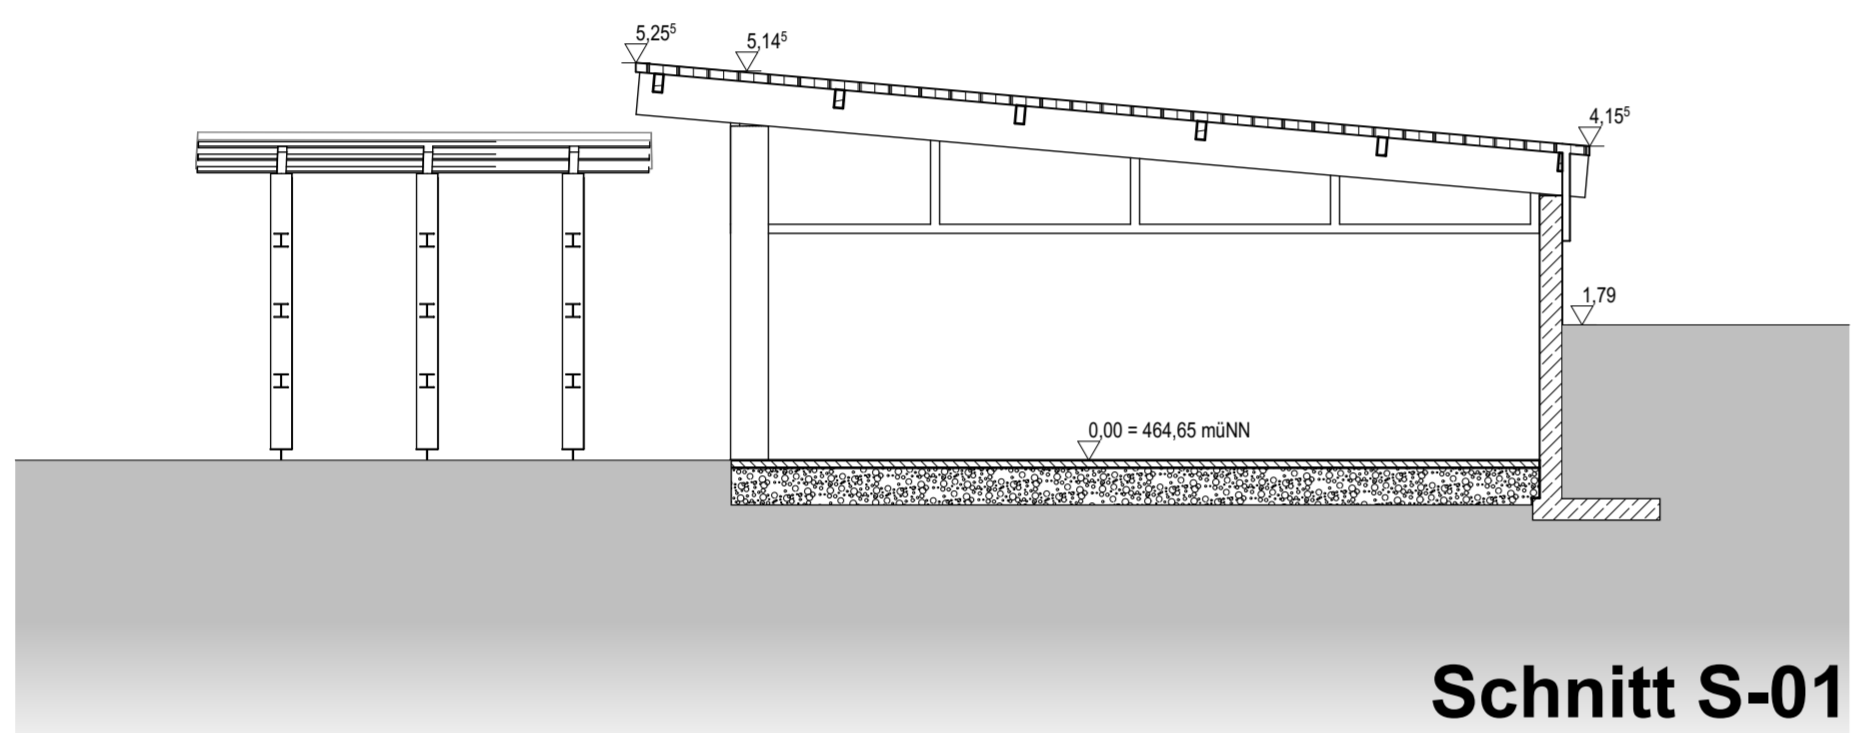 5,25⁵
5,14⁵
4,15⁵
1,79
0,00 = 464,65 müNN
Schnitt S-01